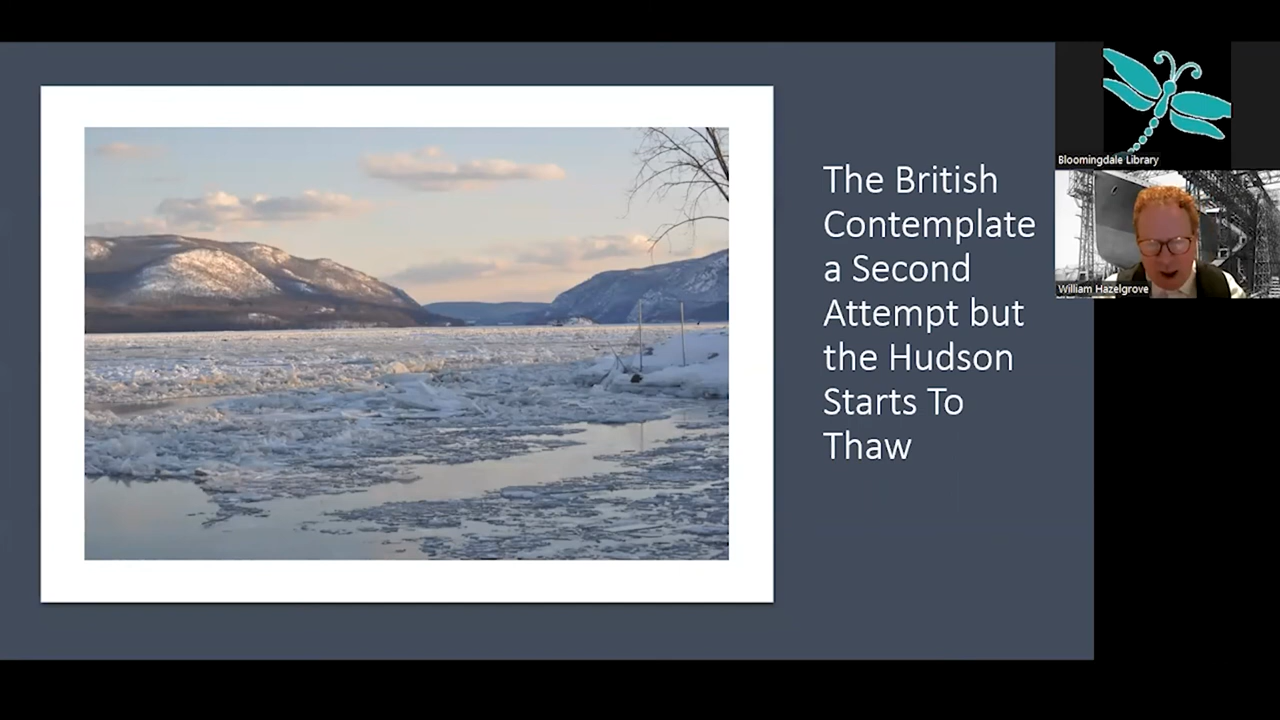 The British
Contemplate
a Second
Attempt but
the Hudson
Starts To
Thaw
Bloomingdale Library
William Hazelgrove